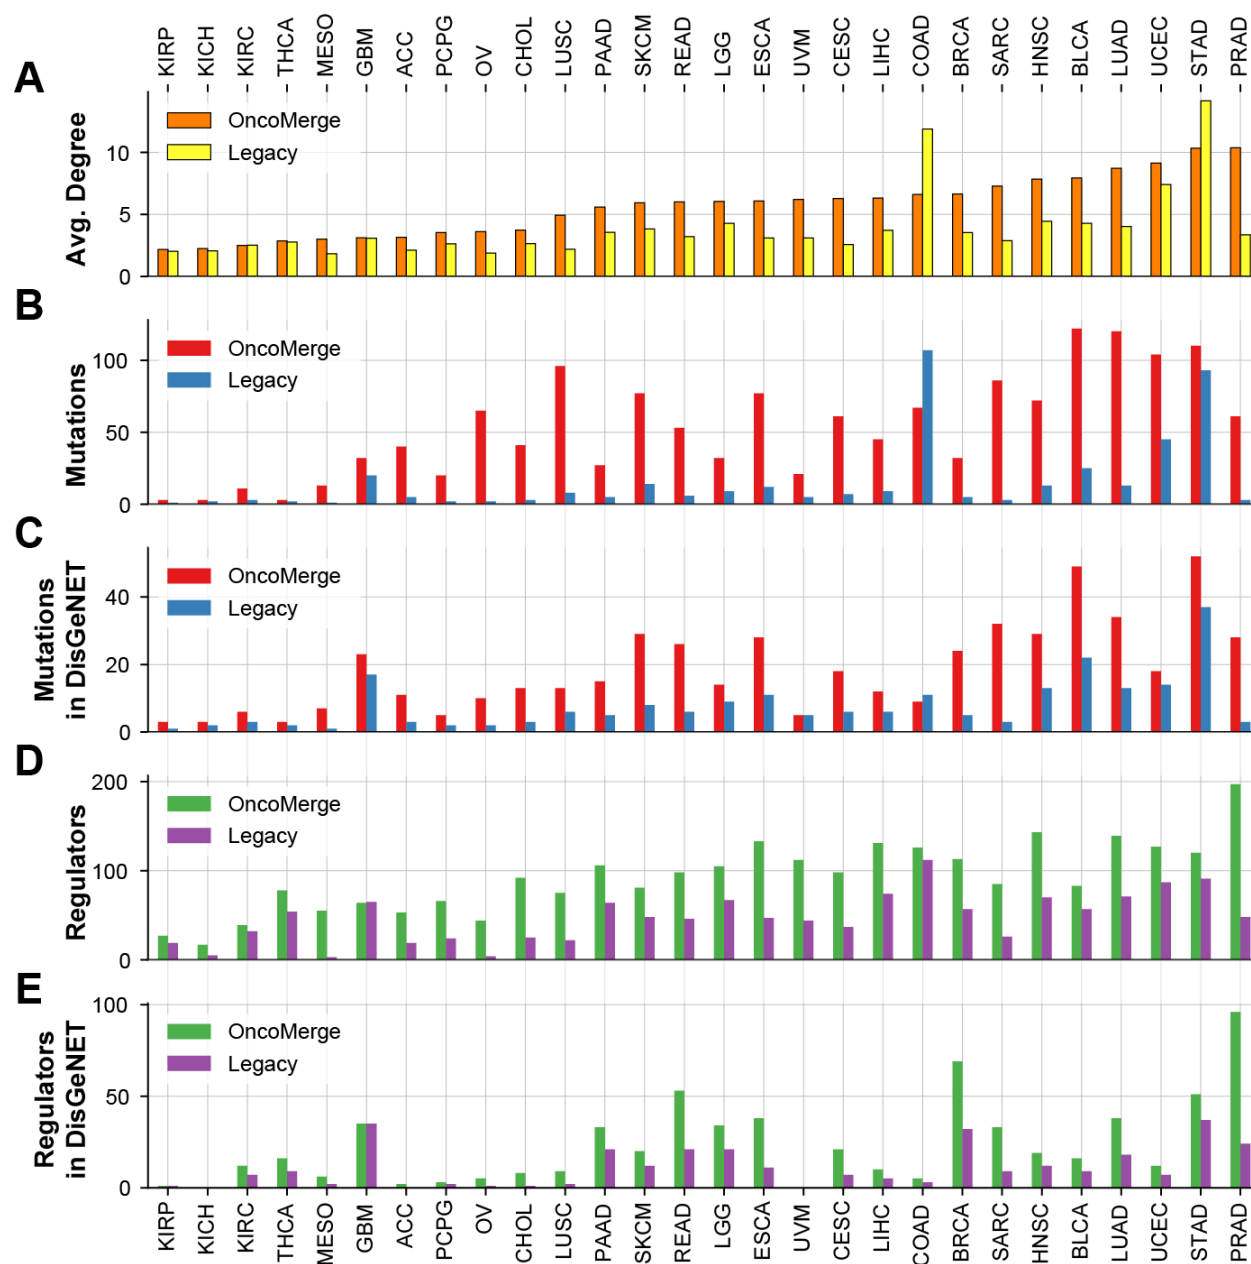 KIRP KICH KIRC THCA MESO GBM ACC PCPG OV CHOL LUSC PAAD SKCM READ LGG ESCA UVM CESC LIHC COAD BRCA SARC HNSC BLCA LUAD UCEC STAD PRAD
A
Avg. Degree
10
5
0
OncoMerge
Legacy
B
Mutations
100
50
0
OncoMerge
Legacy
C
Mutations
in DisGeNET
40
20
0
OncoMerge
Legacy
D
Regulators
200
100
0
OncoMerge
Legacy
E
Regulators
in DisGeNET
100
50
0
OncoMerge
Legacy
KIRP KICH KIRC THCA MESO GBM ACC PCPG OV CHOL LUSC PAAD SKCM READ LGG ESCA UVM CESC LIHC COAD BRCA SARC HNSC BLCA LUAD UCEC STAD PRAD